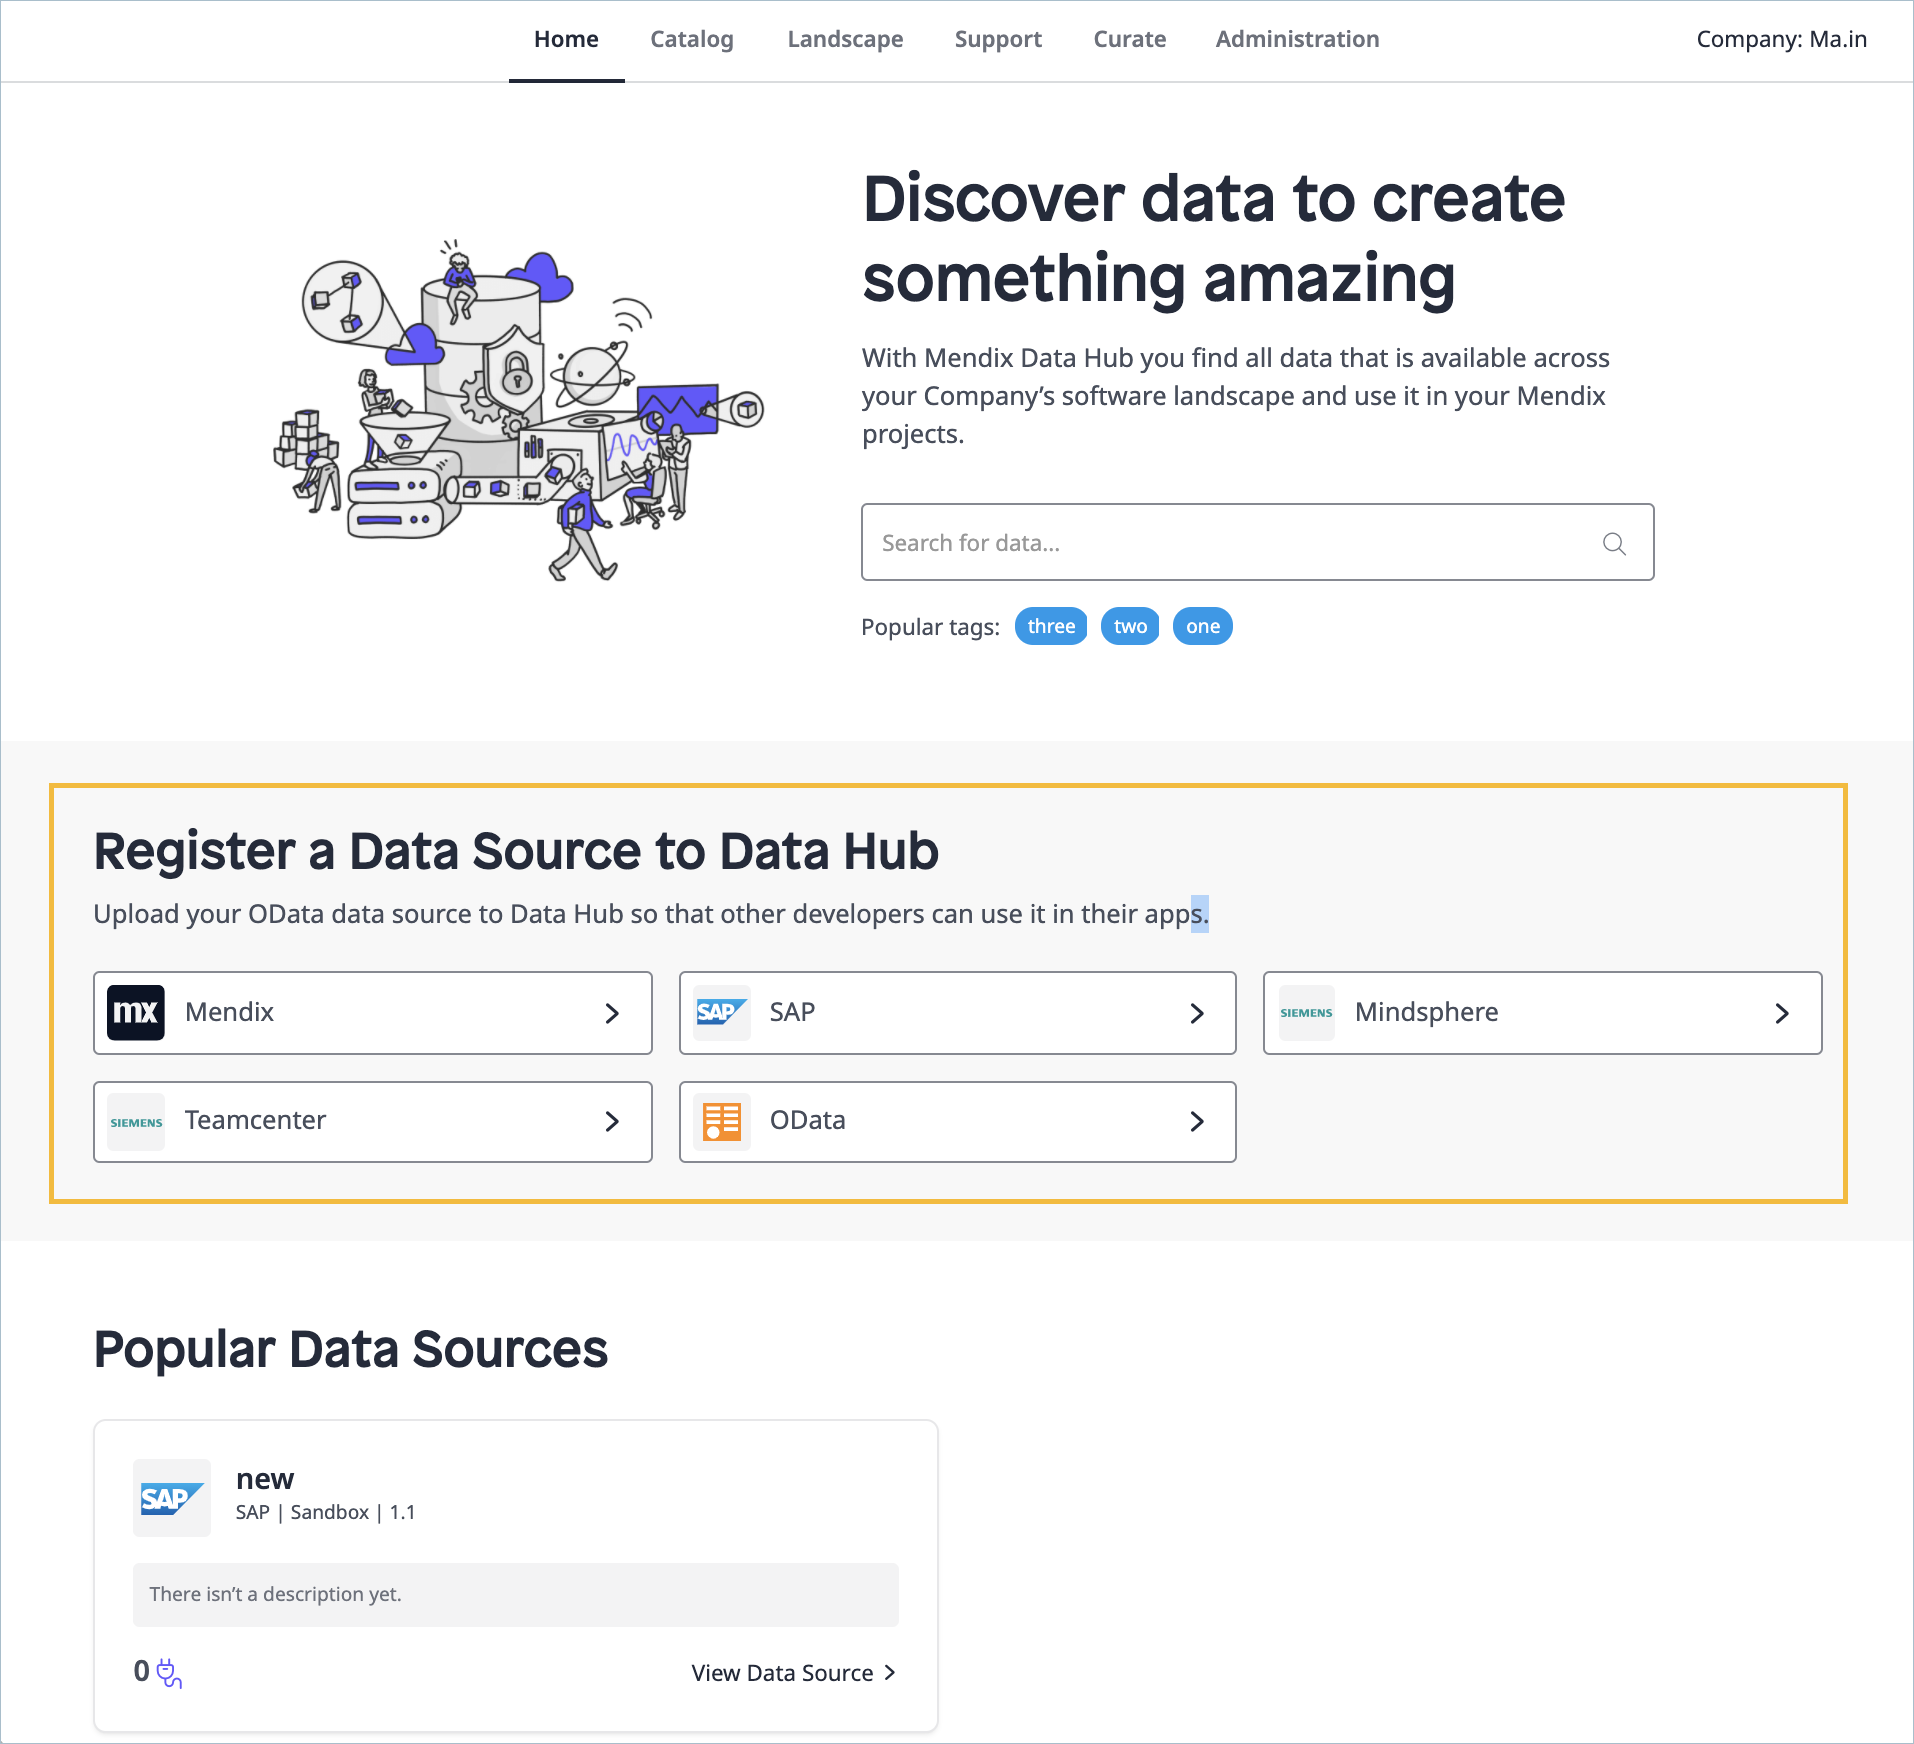 Home Catalog Landscape Support Curate Administration Company: Ma.in
Discover data to create
something amazing
With Mendix Data Hub you find all data that is available across
your Company’s software landscape and use it in your Mendix
projects.
Search for data...
Popular tags: three two one
Register a Data Source to Data Hub
Upload your OData data source to Data Hub so that other developers can use it in their apps.
mx Mendix
SAP SAP
SIEMENS Mindsphere
SIEMENS Teamcenter
OData
Popular Data Sources
SAP
new
SAP | Sandbox | 1.1
There isn’t a description yet.
0
View Data Source